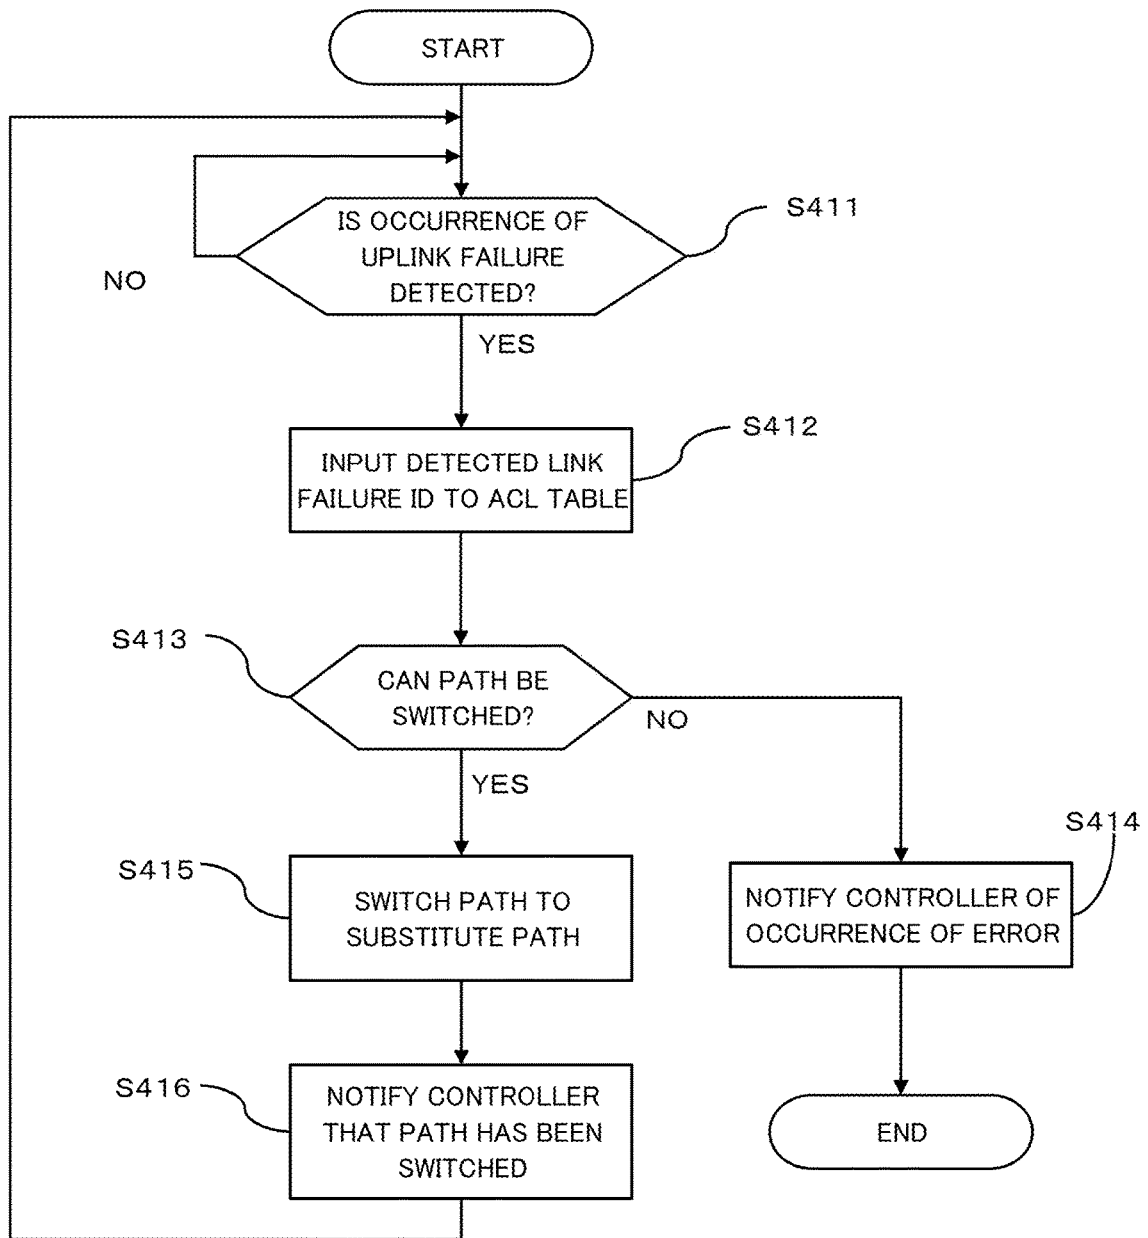 START
IS OCCURRENCE OF
UPLINK FAILURE
DETECTED?
S411
NO
YES
S412
INPUT DETECTED LINK
FAILURE ID TO ACL TABLE
S413
CAN PATH BE
SWITCHED?
NO
YES
S414
S415
SWITCH PATH TO
SUBSTITUTE PATH
NOTIFY CONTROLLER OF
OCCURRENCE OF ERROR
S416
NOTIFY CONTROLLER
THAT PATH HAS BEEN
SWITCHED
END